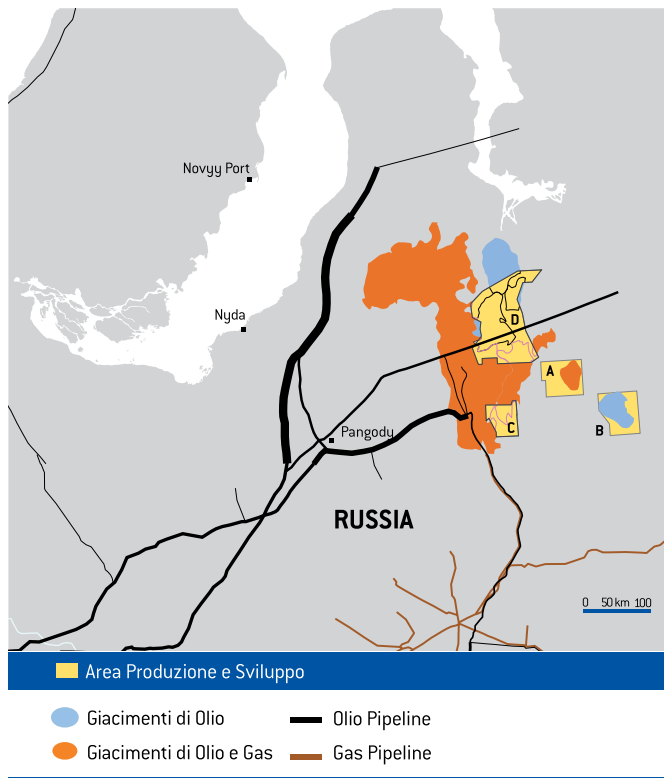 Novyy Port
Nyda
D
A
B
C
Pangody
RUSSIA
0 50 km 100
Area Produzione e Sviluppo
Giacimenti di Olio
Olio Pipeline
Giacimenti di Olio e Gas
Gas Pipeline